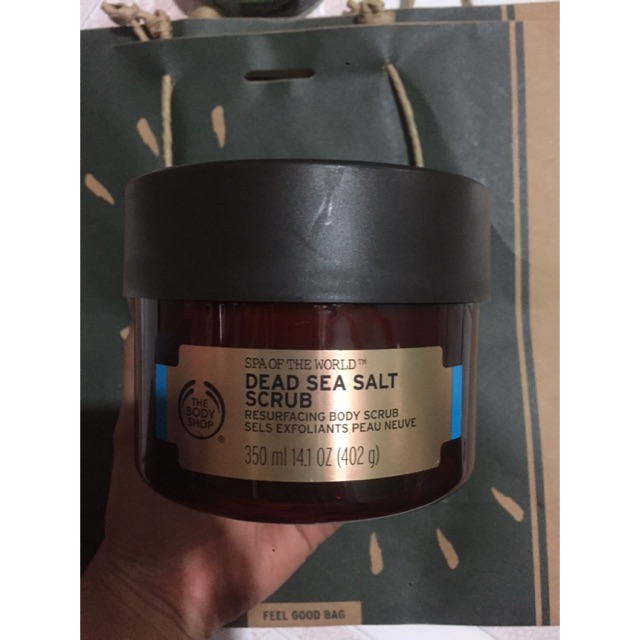 SPA OF THE WORLD™
DEAD SEA SALT
SCRUB
RESURFACING BODY SCRUB
SELS EXFOLIANTS PEAU NEUVE
350 ml 14.1 OZ (402 g)
THE
BODY
SHOP®
FEEL GOOD BAG